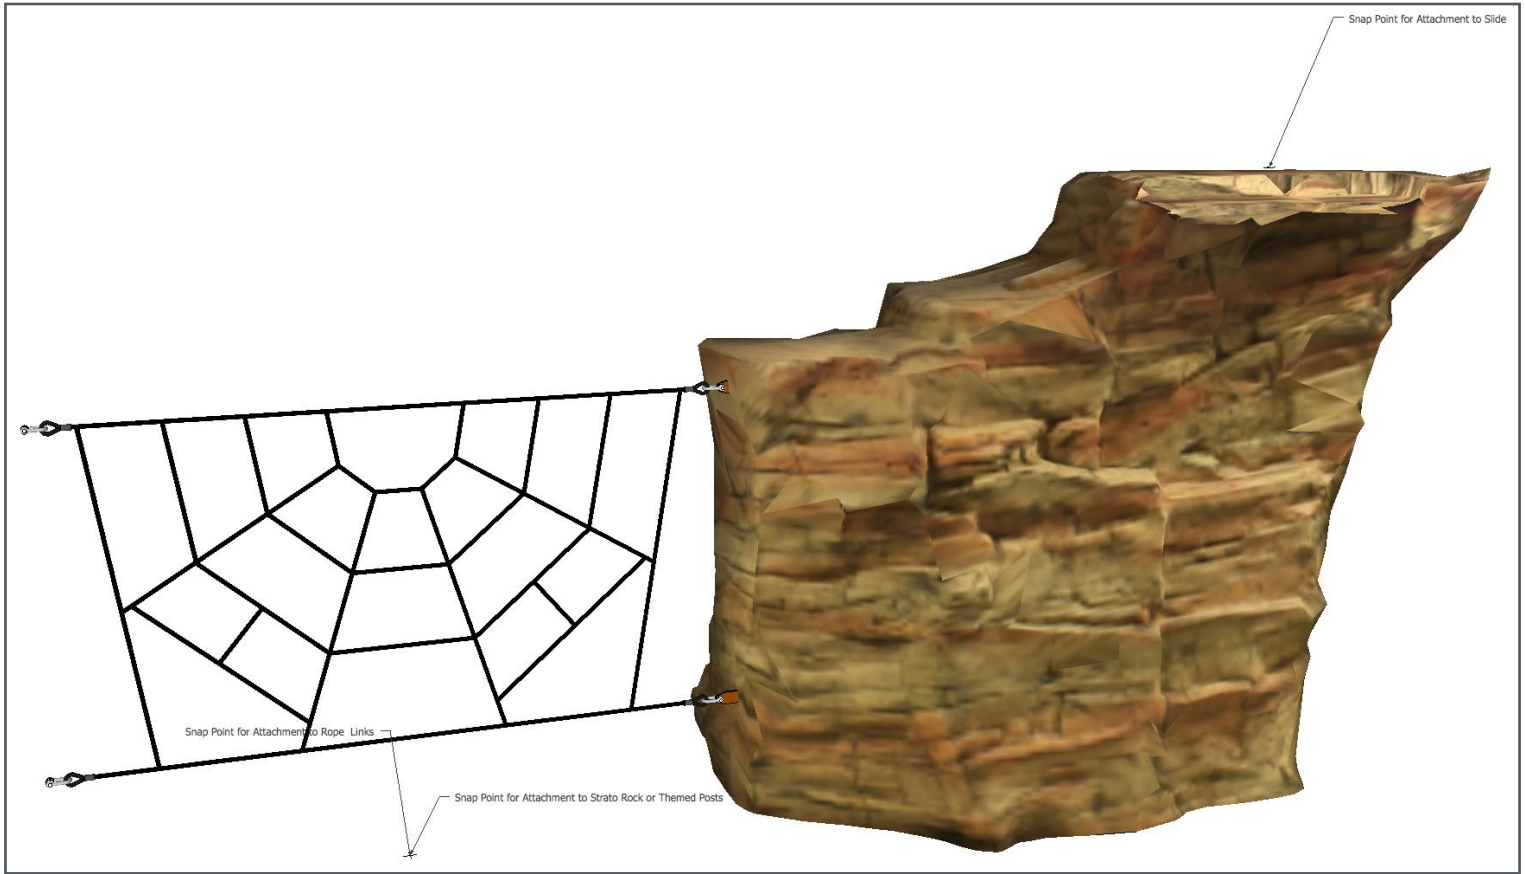 Snap Point for Attachment to Slide
Snap Point for Attachment to Rope Links
Snap Point for Attachment to Strato Rock or Themed Posts